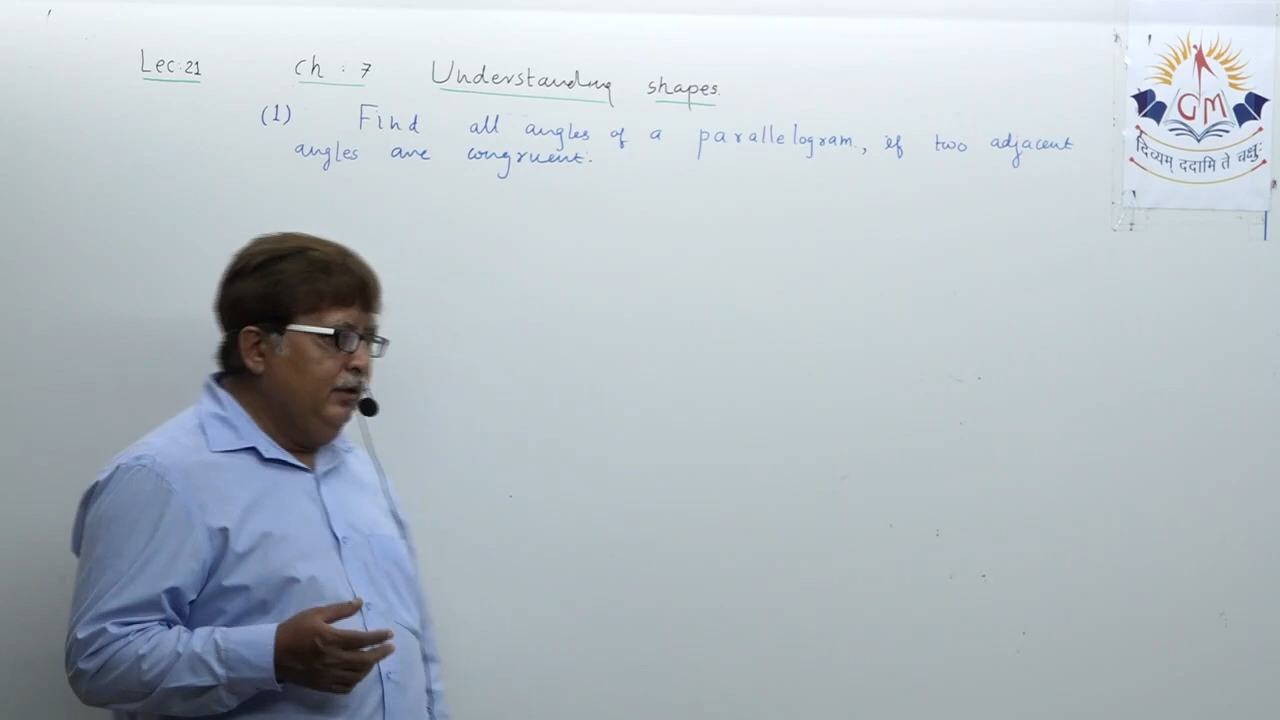 Lec:21 ch : 7 Understanding shapes.
(1) Find all angles of a parallelogram, if two adjacent
angles are congruent.
GM
दिव्यम् ददामि ते चक्षुः